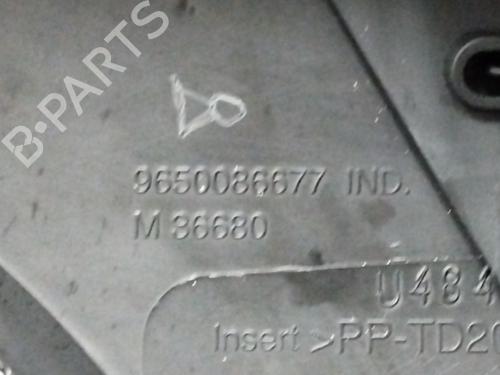 B-PARTS
9650086677 IND.
M 36680
U484
Insert >PP-TD20